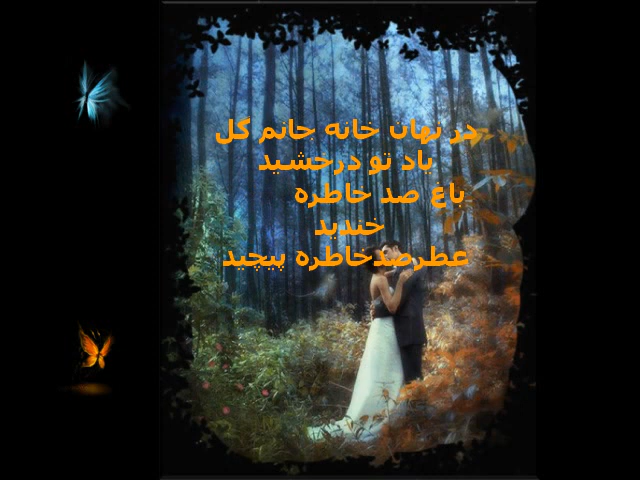 در نهان خانه جانم گل
یاد تو درخشید
باغ صد خاطره
خندید
عطرصدخاطره پیچید